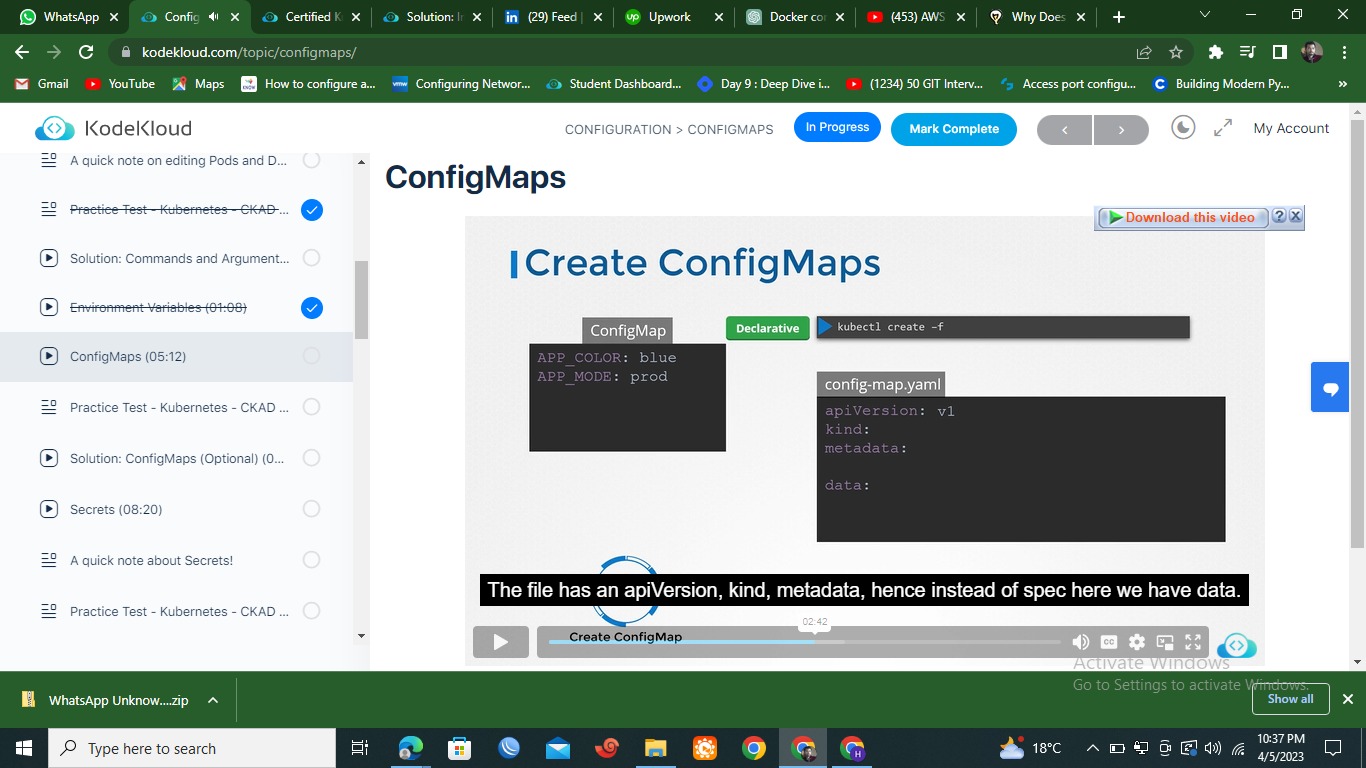 WhatsApp
Config
Certified K
Solution: I
(29) Feed |
Upwork
Docker co
(453) AWS
Why Does
kodekloud.com/topic/configmaps/
Gmail
YouTube
Maps
How to configure a...
Configuring Networ...
Student Dashboard...
Day 9 : Deep Dive i...
(1234) 50 GIT Interv...
Access port configu...
Building Modern Py...
»
KodeKloud
CONFIGURATION > CONFIGMAPS
In Progress
Mark Complete
<
>
My Account
A quick note on editing Pods and D...
Practice Test - Kubernetes - CKAD ...
Solution: Commands and Argument...
Environment Variables (01:08)
ConfigMaps (05:12)
Practice Test - Kubernetes - CKAD ...
Solution: ConfigMaps (Optional) (0...
Secrets (08:20)
A quick note about Secrets!
Practice Test - Kubernetes - CKAD ...
ConfigMaps
Download this video
?
X
Create ConfigMaps
ConfigMap
APP_COLOR: blue
APP_MODE: prod
Declarative
kubectl create –f
config-map.yaml
apiVersion: v1
kind:
metadata:
data:
The file has an apiVersion, kind, metadata, hence instead of spec here we have data.
02:42
Create ConfigMap
CC
Activate Windows
Go to Settings to activate Windows.
WhatsApp Unknow....zip
Show all
Type here to search
18°C
10:37 PM
4/5/2023